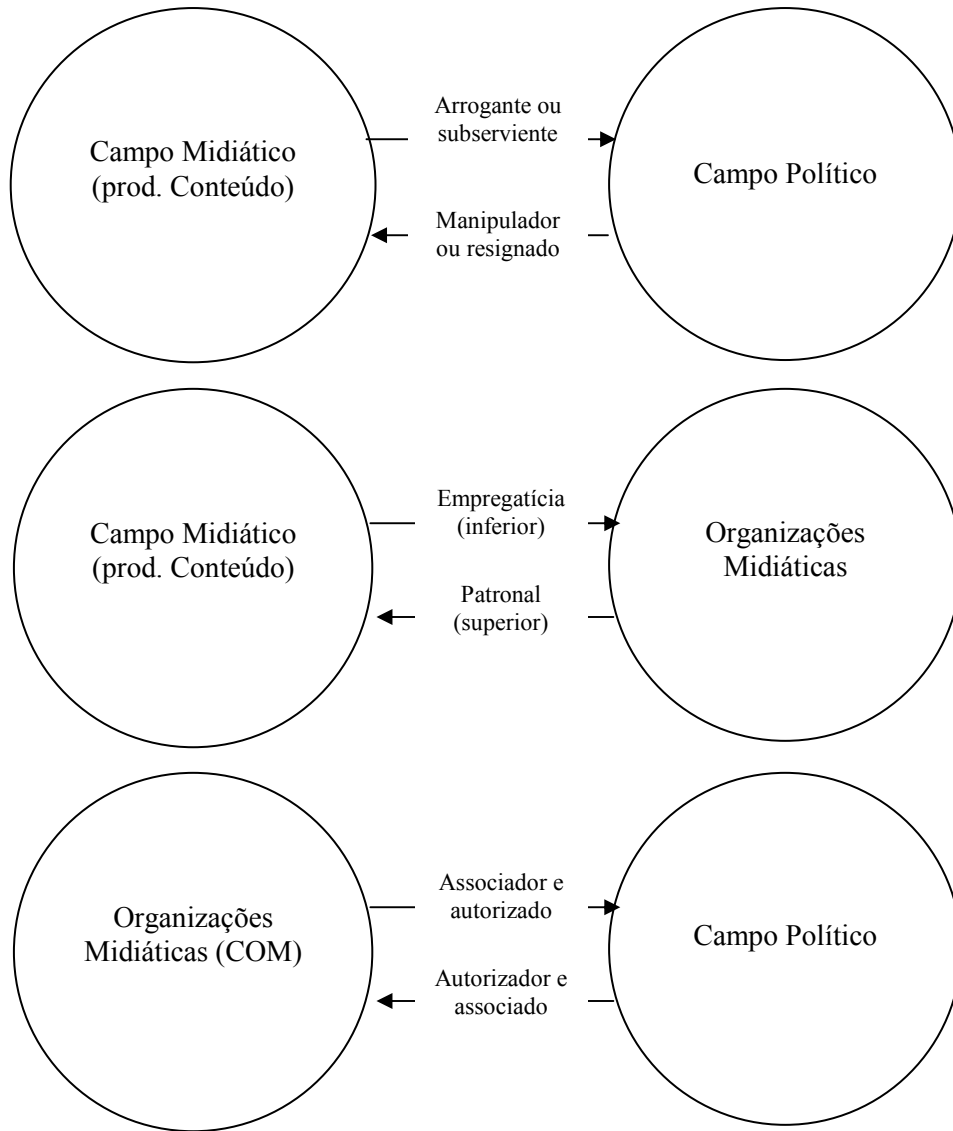 Campo Midiático
(prod. Conteúdo)
Arrogante ou
subserviente
Manipulador
ou resignado
Campo Político
Campo Midiático
(prod. Conteúdo)
Empregatícia
(inferior)
Patronal
(superior)
Organizações
Midiáticas
Organizações
Midiáticas (COM)
Associador e
autorizado
Autorizador e
associado
Campo Político